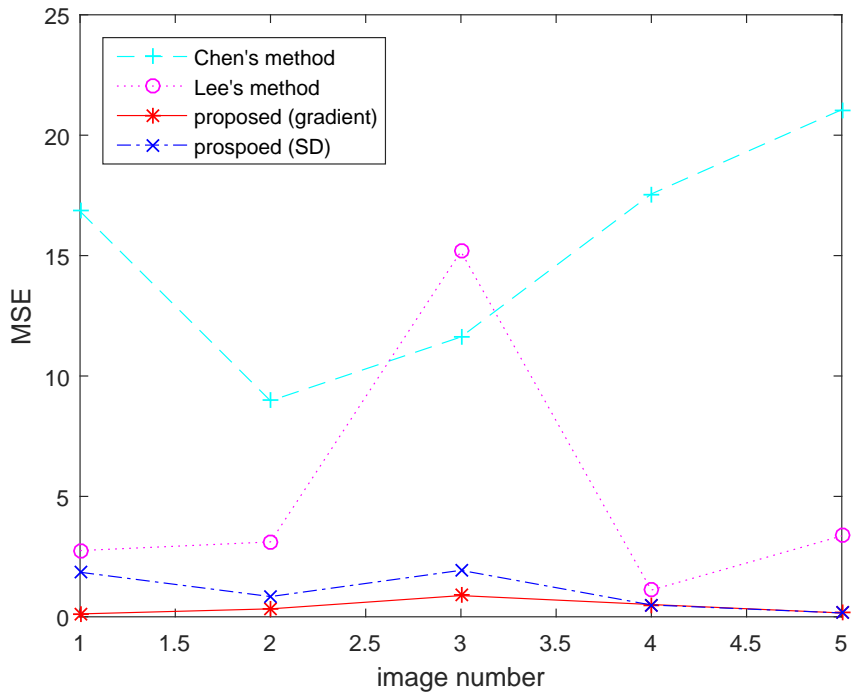 25
20
15
10
5
0
MSE
Chen's method
Lee's method
proposed (gradient)
prospoed (SD)
1 1.5 2 2.5 3 3.5 4 4.5 5
image number